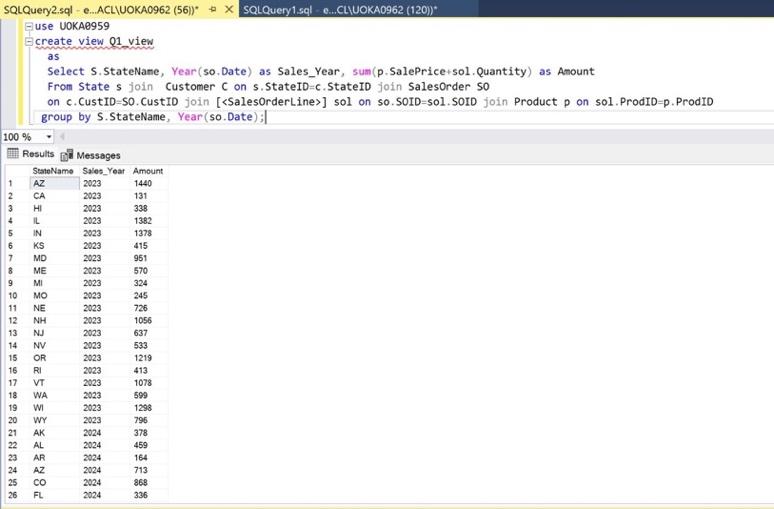 SQLQuery2.sql - e...ACL\UOKA0962 (56))* SQLQuery1.sql - e...CL\UOKA0962 (120))*
use UOKA0959
create view Q1_view
as
Select S.StateName, Year(so.Date) as Sales_Year, sum(p.SalePrice+sol.Quantity) as Amount
From State s join Customer C on s.StateID=c.StateID join SalesOrder SO
on c.CustID=SO.CustID join [<SalesOrderLine>] sol on so.SOID=sol.SOID join Product p on sol.ProdID=p.ProdID
group by S.StateName, Year(so.Date);
100 %
Results Messages
StateName Sales_Year Amount
1 AZ 2023 1440
2 CA 2023 131
3 HI 2023 338
4 IL 2023 1382
5 IN 2023 1378
6 KS 2023 415
7 MD 2023 951
8 ME 2023 570
9 MI 2023 324
10 MO 2023 245
11 NE 2023 726
12 NH 2023 1056
13 NJ 2023 637
14 NV 2023 533
15 OR 2023 1219
16 RI 2023 413
17 VT 2023 1078
18 WA 2023 599
19 WI 2023 1298
20 WY 2023 796
21 AK 2024 378
22 AL 2024 459
23 AR 2024 164
24 AZ 2024 713
25 CO 2024 868
26 FL 2024 336